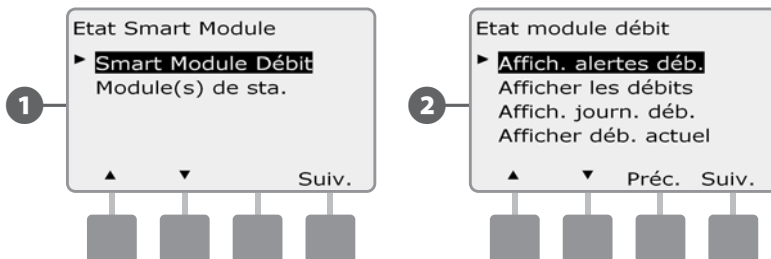 1
Etat Smart Module
► Smart Module Débit
Module(s) de sta.
▲ ▼ Suiv.
2
Etat module débit
► Affich. alertes déb.
Afficher les débits
Affich. journ. déb.
Afficher déb. actuel
▲ ▼ Préc. Suiv.